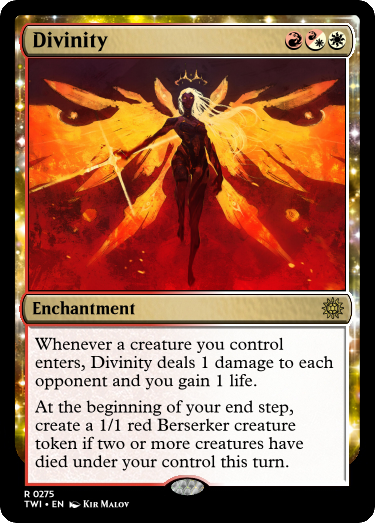 Divinity
Enchantment
Whenever a creature you control
enters, Divinity deals 1 damage to each
opponent and you gain 1 life.
At the beginning of your end step,
create a 1/1 red Berserker creature
token if two or more creatures have
died under your control this turn.
R 0275
TWI • EN Kir Malov